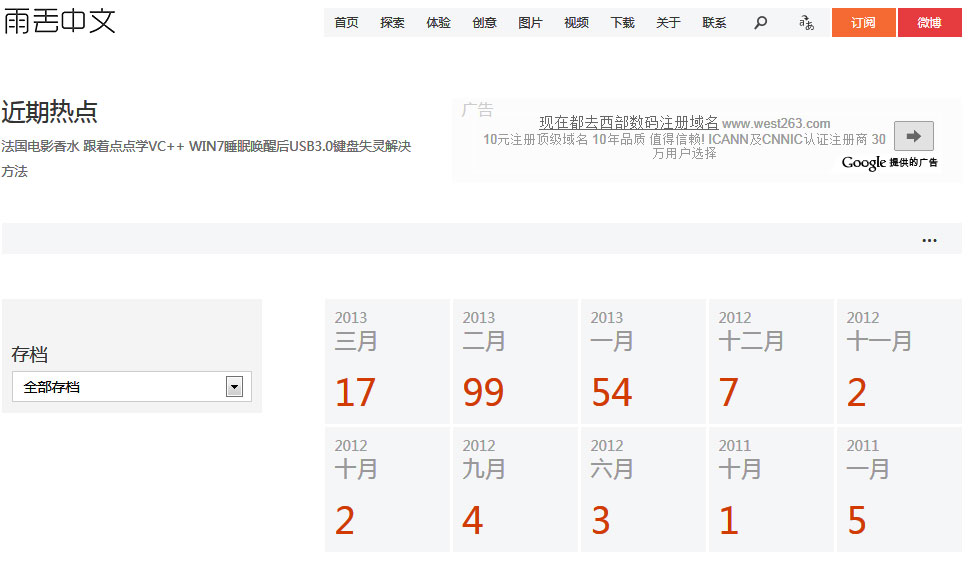 雨丟中文
首页 探索 体验 创意 图片 视频 下载 关于 联系 订阅 微博
近期热点
法国电影香水 跟着点点学VC++ WIN7睡眠唤醒后USB3.0键盘失灵解决
方法
广告
现在都去西部数码注册域名 www.west263.com
10元注册顶级域名 10年品质 值得信赖! ICANN及CNNIC认证注册商 30
万用户选择
Google 提供的广告
...
存档
全部存档
2013 2013 2013 2012 2012
三月 二月 一月 十二月 十一月
17 99 54 7 2
2012 2012 2012 2011 2011
十月 九月 六月 十月 一月
2 4 3 1 5